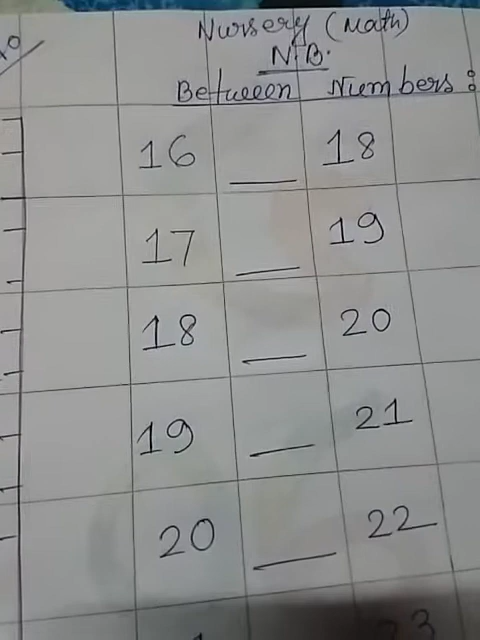 Nursery (Math)
N.B.
Between Numbers:
16 __ 18
17 __ 19
18 __ 20
19 __ 21
20 __ 22